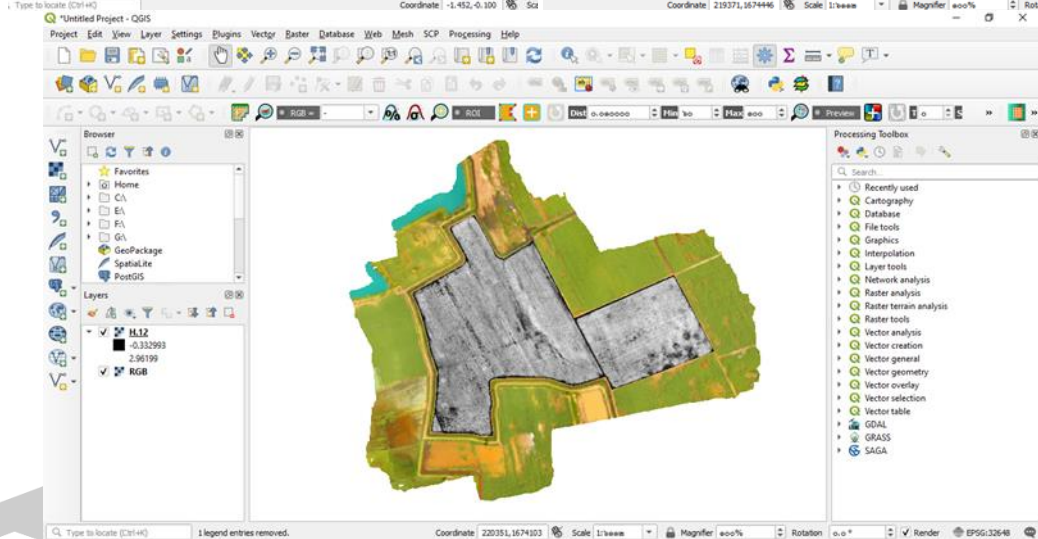 Type to locate (Ctrl+K) Coordinate -1.452,-0.100 Coordinate 219371,1674446 Scale Magnifier
*Untitled Project - QGIS
Project Edit View Layer Settings Plugins Vector Raster Database Web Mesh SCP Processing Help
RGB = - ROI Dist Min Max Preview
Browser
Favorites
Home
C:\
E:\
F:\
G:\
GeoPackage
SpatiaLite
PostGIS
Layers
H.12
-0.332993
2.96199
RGB
Processing Toolbox
Search...
Recently used
Cartography
Database
File tools
Graphics
Interpolation
Layer tools
Network analysis
Raster analysis
Raster terrain analysis
Raster tools
Vector analysis
Vector creation
Vector general
Vector geometry
Vector overlay
Vector selection
Vector table
GDAL
GRASS
SAGA
Type to locate (Ctrl+K) 1 legend entries removed. Coordinate 220351,1674103 Scale Magnifier Rotation 0.0° Render EPSG:32648